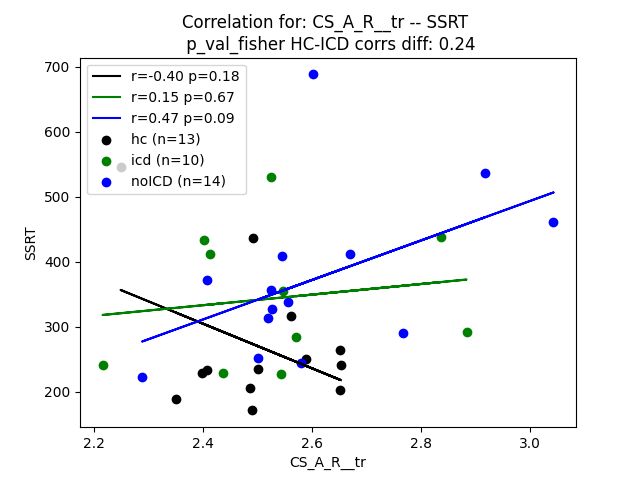 Correlation for: CS_A_R__tr -- SSRT
p_val_fisher HC-ICD corrs diff: 0.24
700
600
500
400
300
200
SSRT
r=-0.40 p=0.18
r=0.15 p=0.67
r=0.47 p=0.09
hc (n=13)
icd (n=10)
noICD (n=14)
2.2 2.4 2.6 2.8 3.0
CS_A_R__tr